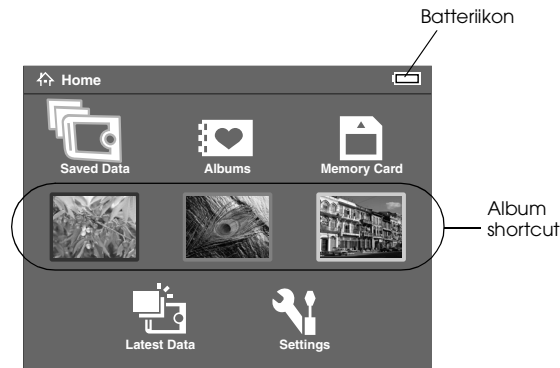 Batteriikon
Home
Saved Data
Albums
Memory Card
Album
shortcut
Latest Data
Settings